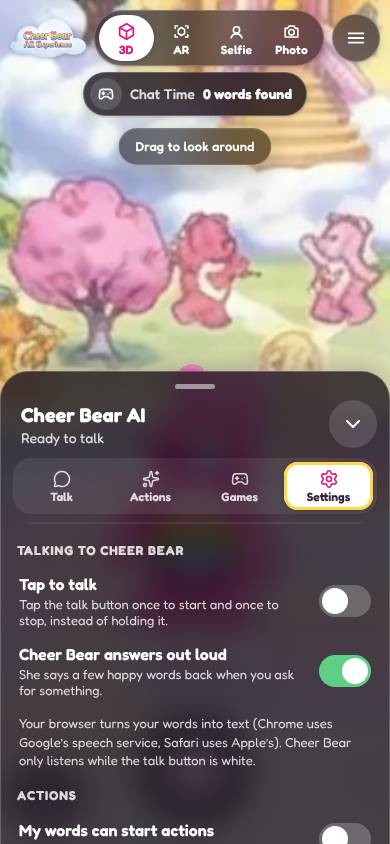 Cheer Bear
AR Experience
3D
AR
Selfie
Photo
Chat Time 0 words found
Drag to look around
Cheer Bear AI
Ready to talk
Talk
Actions
Games
Settings
TALKING TO CHEER BEAR
Tap to talk
Tap the talk button once to start and once to
stop, instead of holding it.
Cheer Bear answers out loud
She says a few happy words back when you ask
for something.
Your browser turns your words into text (Chrome uses
Google's speech service, Safari uses Apple's). Cheer Bear
only listens while the talk button is white.
ACTIONS
My words can start actions